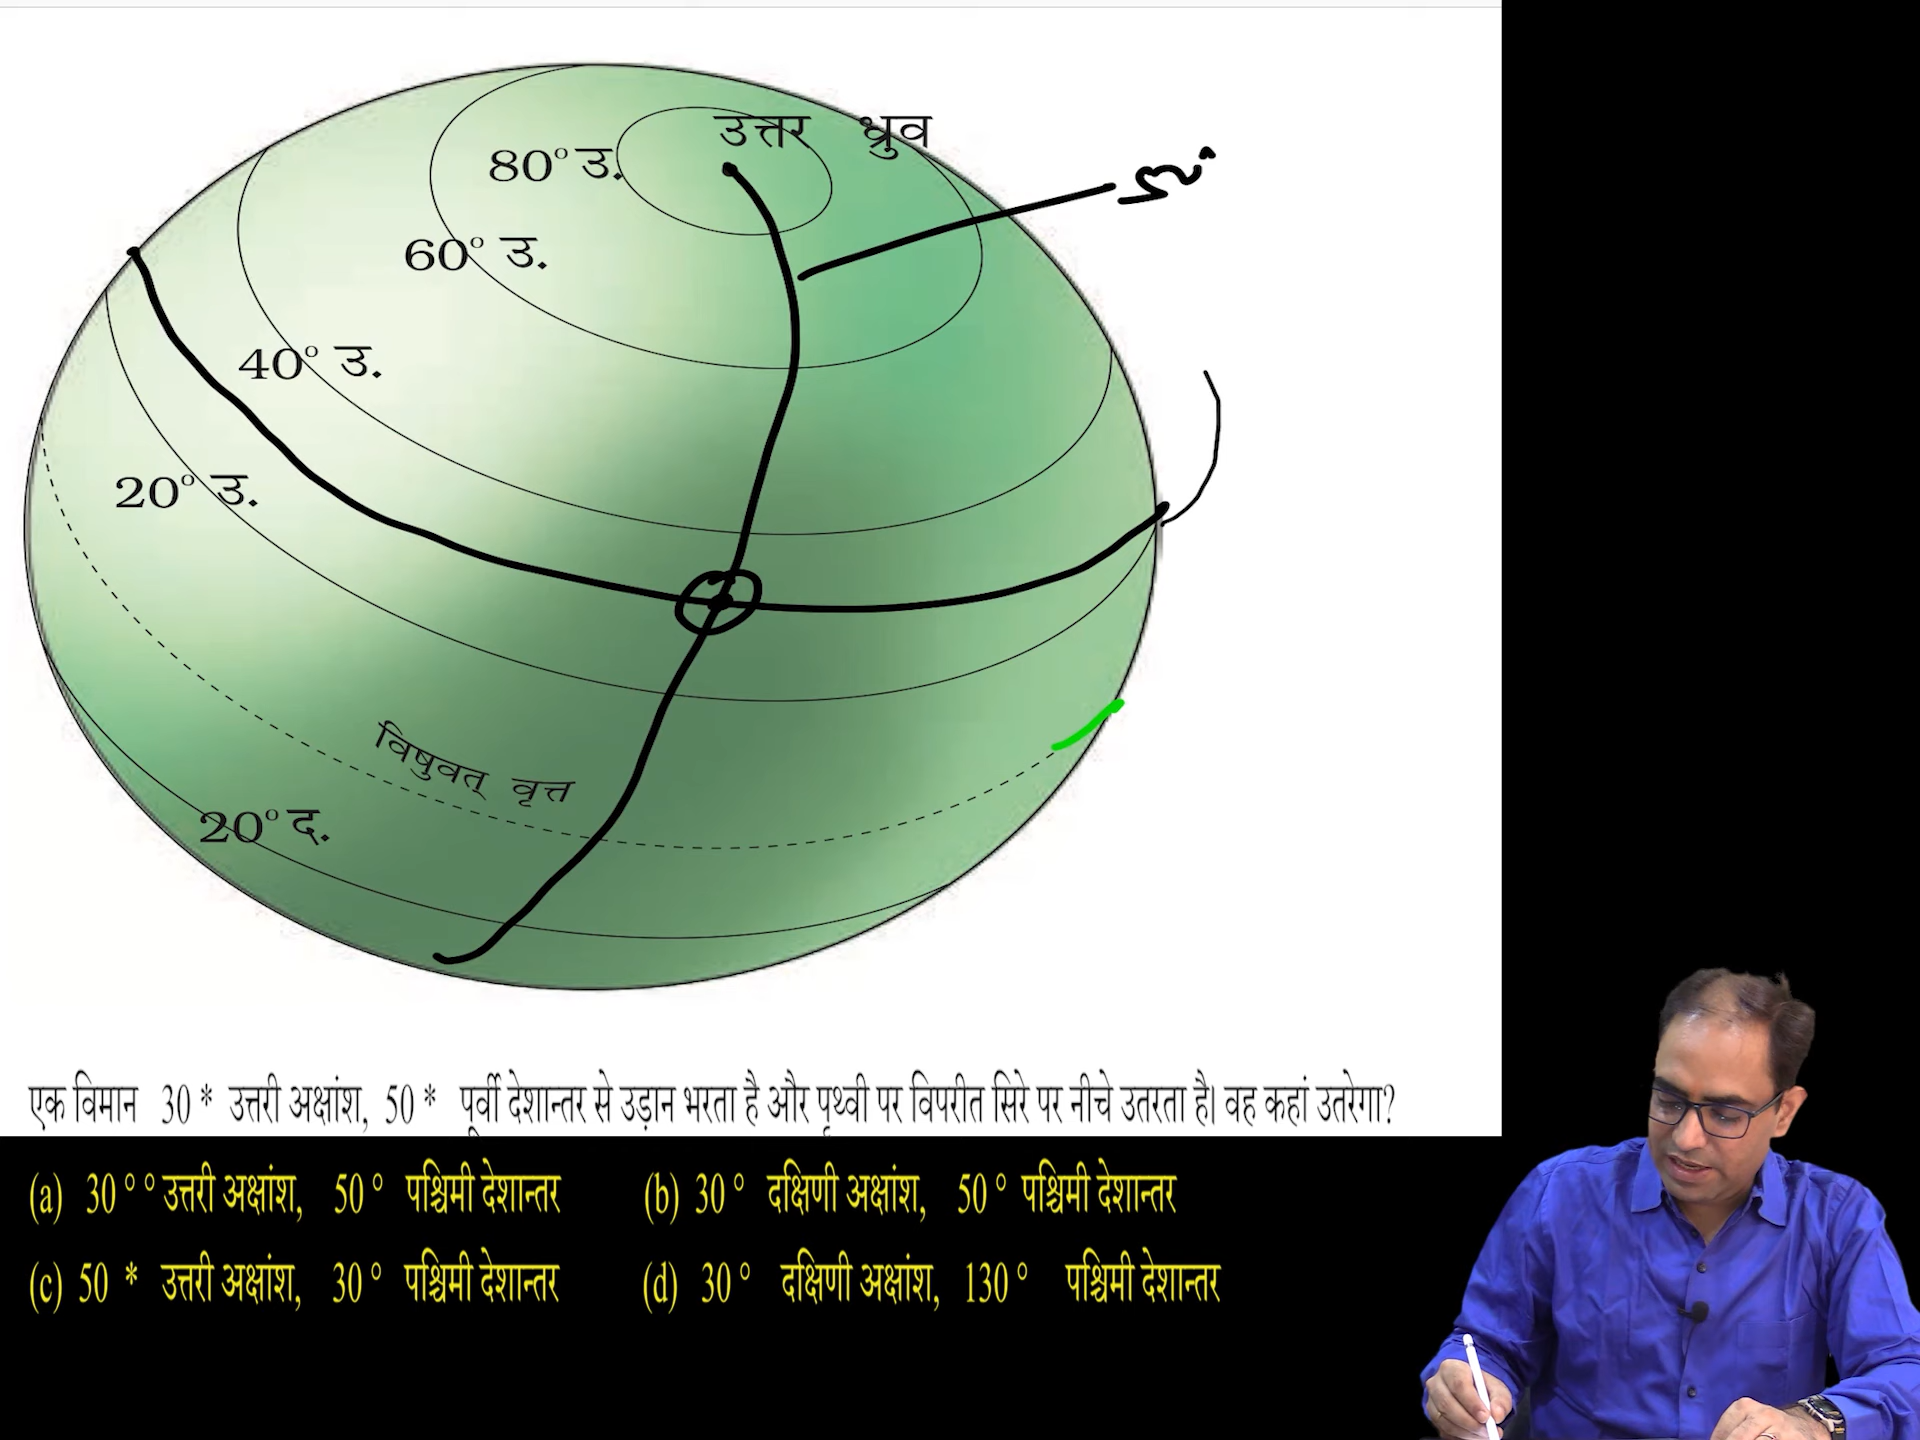 उत्तर ध्रुव
80° उ.
50°
60° उ.
40° उ.
20° उ.
विषुवत् वृत्त
20° द.
एक विमान 30 * उत्तरी अक्षांश, 50 * पूर्वी देशान्तर से उड़ान भरता है और पृथ्वी पर विपरीत सिरे पर नीचे उतरता है। वह कहां उतरेगा?
(a) 30 ° ° उत्तरी अक्षांश, 50 ° पश्चिमी देशान्तर (b) 30 ° दक्षिणी अक्षांश, 50 ° पश्चिमी देशान्तर
(c) 50 * उत्तरी अक्षांश, 30 ° पश्चिमी देशान्तर (d) 30 ° दक्षिणी अक्षांश, 130 ° पश्चिमी देशान्तर